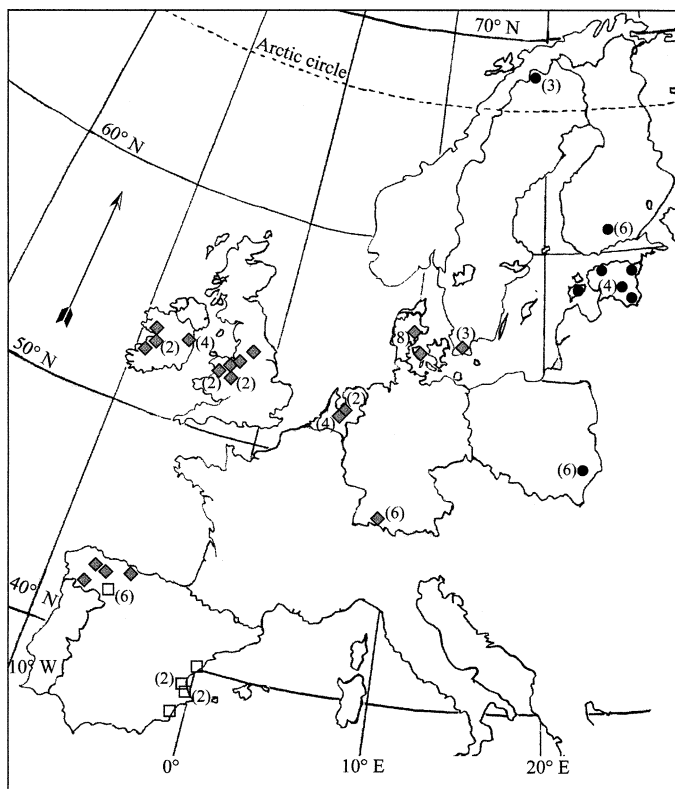 70° N
Arctic circle
(3)
60° N
(6)
(4)
50° N
(2)
(4)
(3)
8
(2)
(2)
(2)
(4)
(6)
(6)
40° N
(6)
10° W
(2)
(2)
0°
10° E
20° E